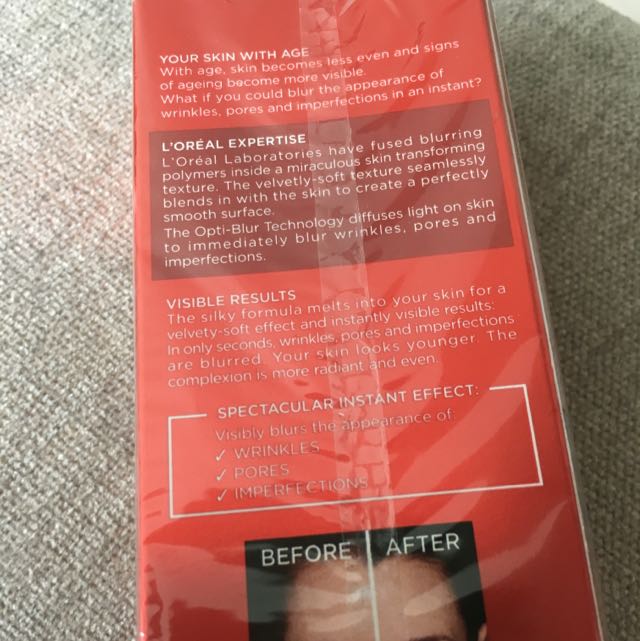 YOUR SKIN WITH AGE
With age, skin becomes less even and signs
of ageing become more visible.
What if you could blur the appearance of
wrinkles, pores and imperfections in an instant?
L'ORÉAL EXPERTISE
L'Oréal Laboratories have fused blurring
polymers inside a miraculous skin transforming
texture. The velvetly-soft texture seamlessly
blends in with the skin to create a perfectly
smooth surface.
The Opti-Blur Technology diffuses light on skin
to immediately blur wrinkles, pores and
imperfections.
VISIBLE RESULTS
The silky formula melts into your skin for a
velvety-soft effect and instantly visible results:
In only seconds, wrinkles, pores and imperfections
are blurred. Your skin looks younger. The
complexion is more radiant and even.
SPECTACULAR INSTANT EFFECT:
Visibly blurs the appearance of:
✓ WRINKLES
✓ PORES
✓ IMPERFECTIONS
BEFORE AFTER